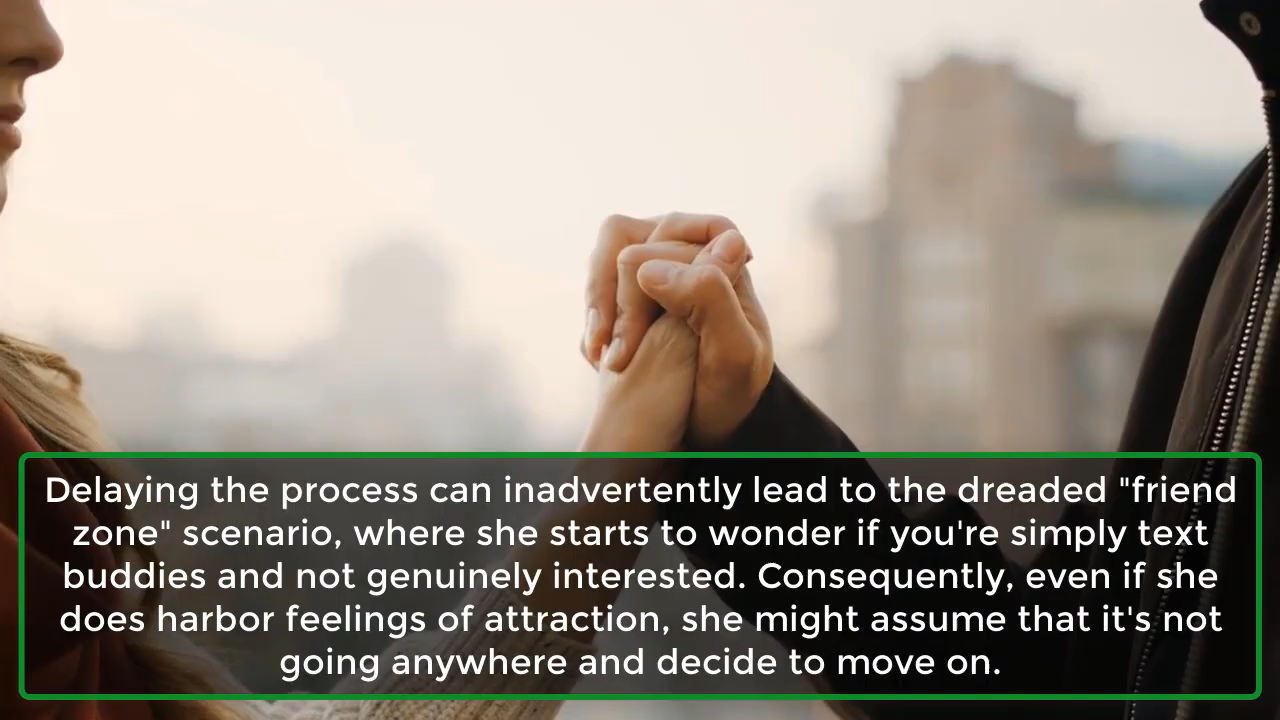 Delaying the process can inadvertently lead to the dreaded "friend
zone" scenario, where she starts to wonder if you're simply text
buddies and not genuinely interested. Consequently, even if she
does harbor feelings of attraction, she might assume that it's not
going anywhere and decide to move on.